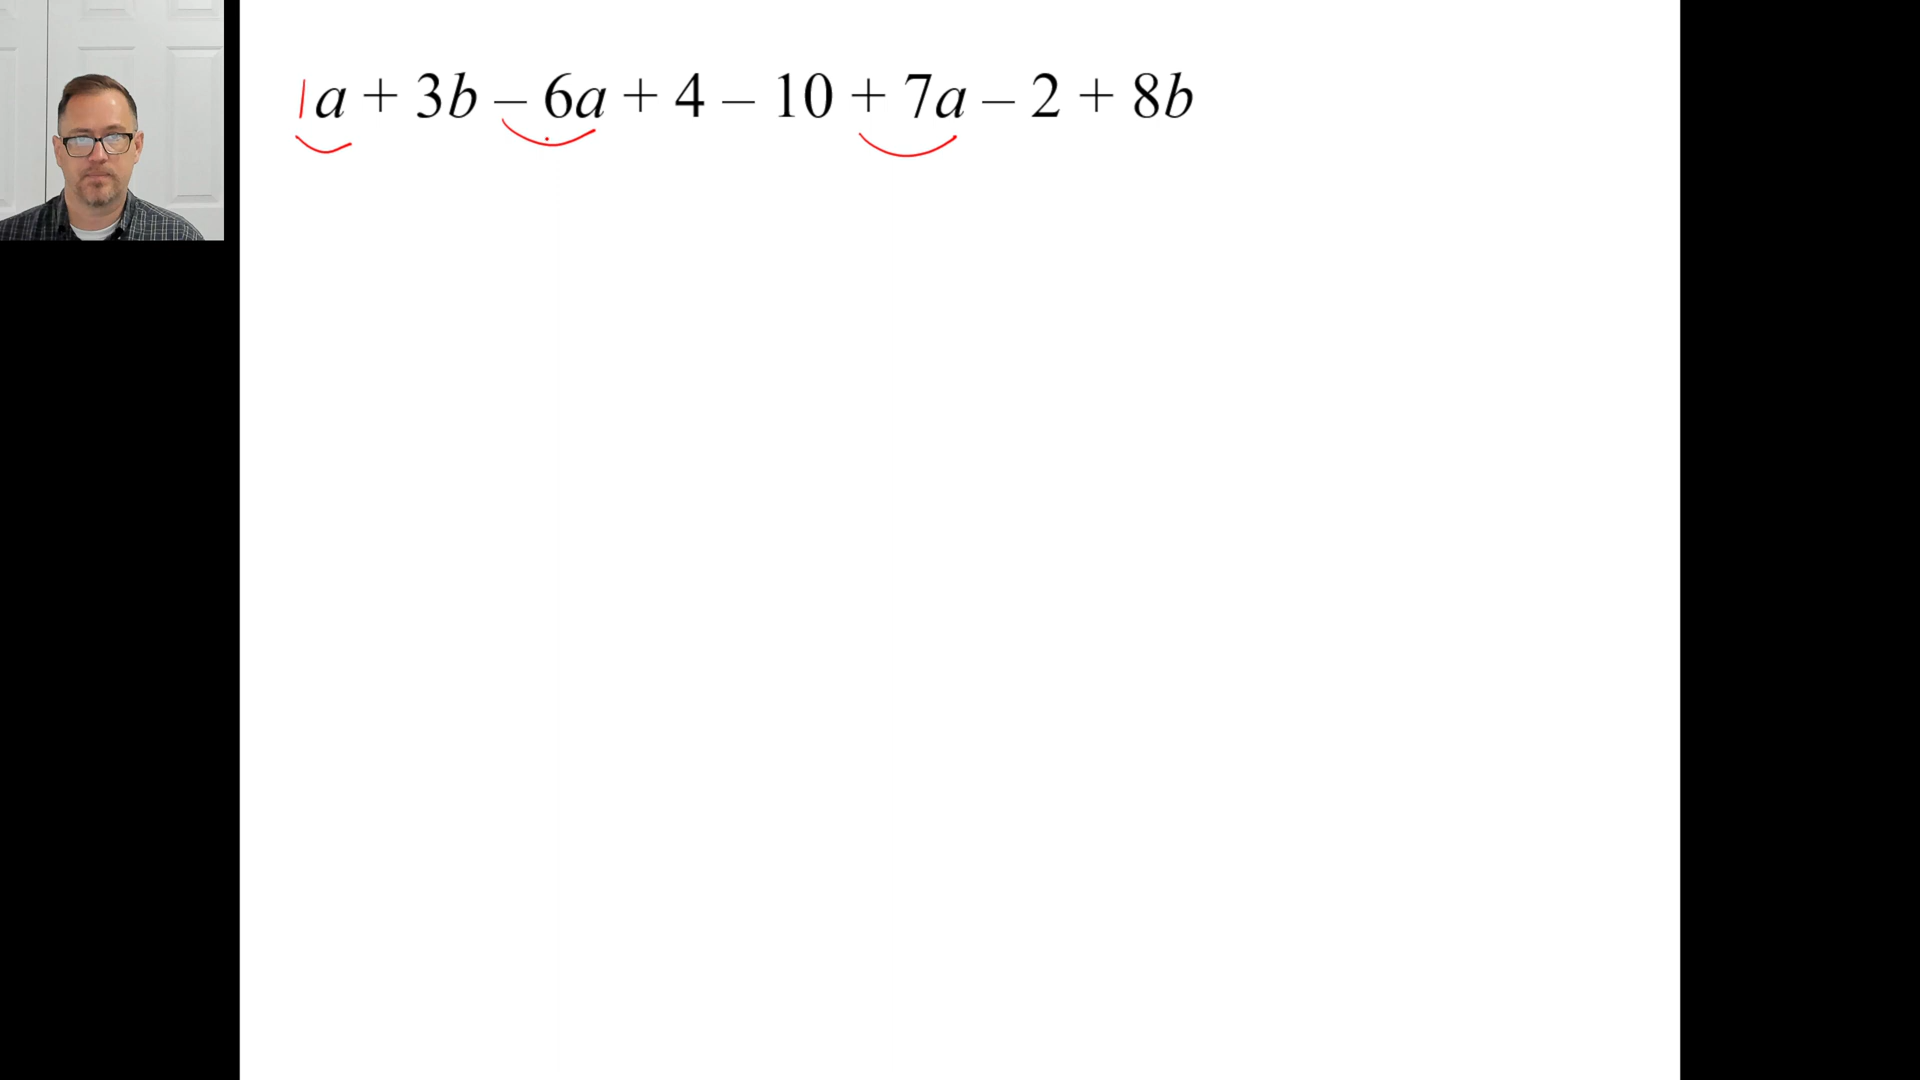 1a + 3b – 6a + 4 – 10 + 7a – 2 + 8b